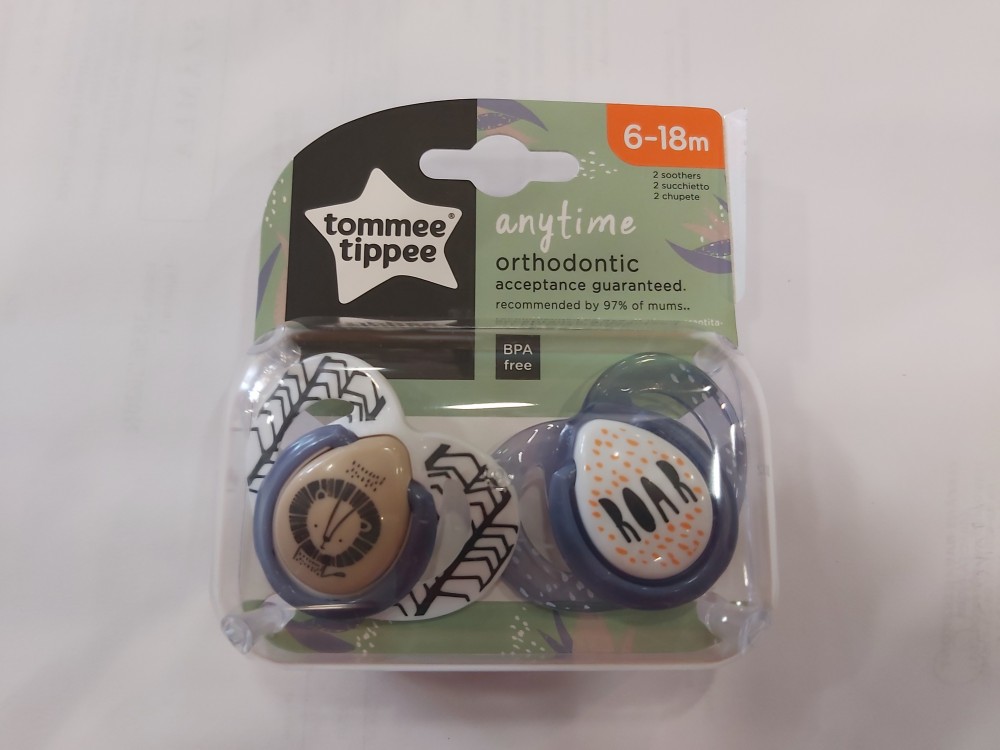 6-18m
2 soothers
2 succhietto
2 chupete
tommee®
tippee
anytime
orthodontic
acceptance guaranteed.
recommended by 97% of mums..
BPA
free
ROAR